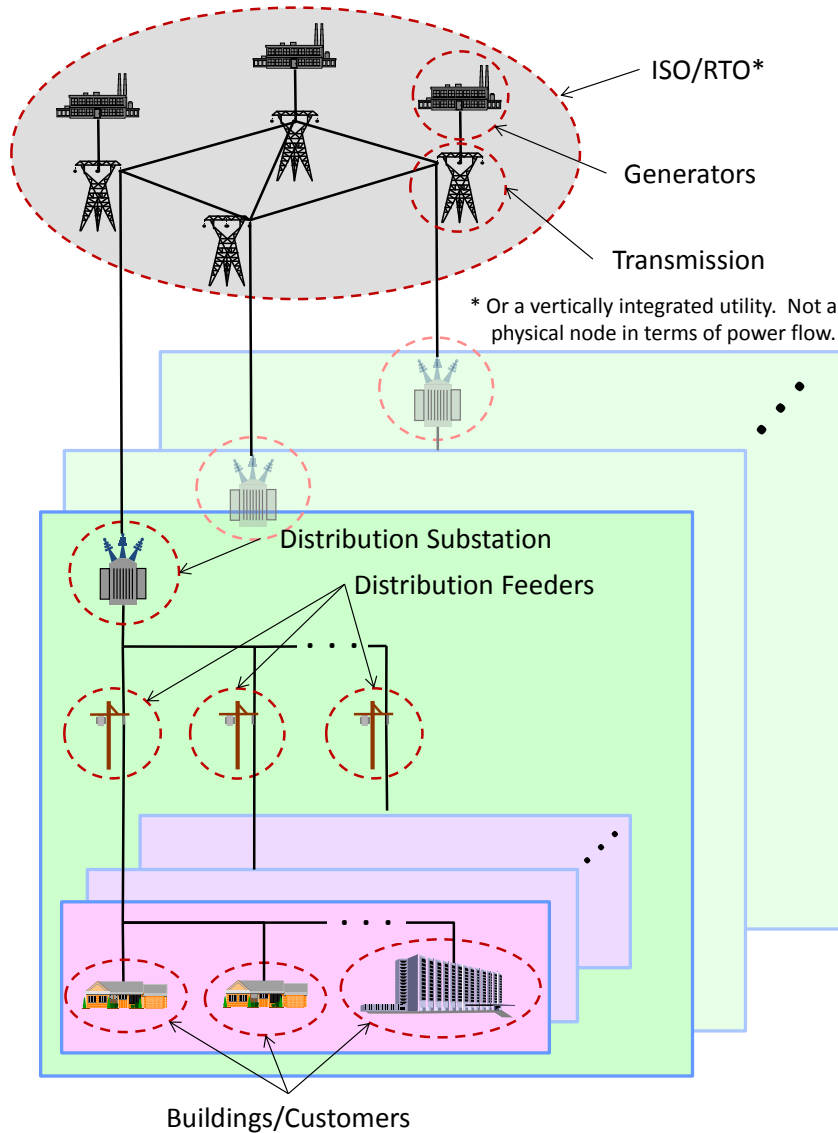 ISO/RTO*
Generators
Transmission
* Or a vertically integrated utility.  Not a
physical node in terms of power flow.
Distribution Substation
Distribution Feeders
Buildings/Customers